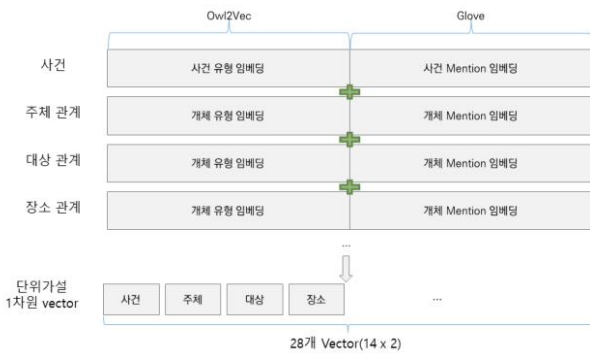 Owl2Vec Glove
사건 사건 유형 임베딩 사건 Mention 임베딩
주체 관계 개체 유형 임베딩 개체 Mention 임베딩
대상 관계 개체 유형 임베딩 개체 Mention 임베딩
장소 관계 개체 유형 임베딩 개체 Mention 임베딩
...
단위가설
1차원 vector
사건 주체 대상 장소 ...
28개 Vector(14 x 2)